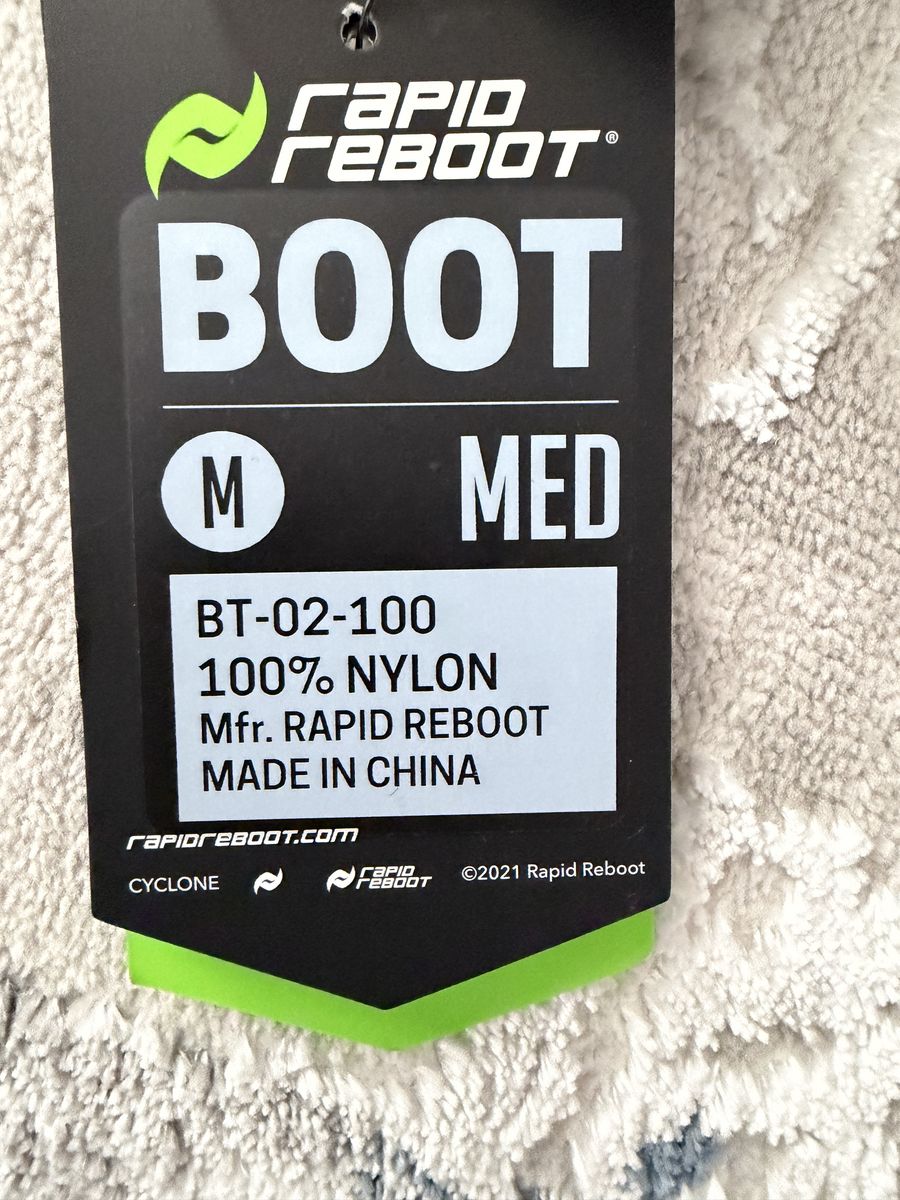 RAPID
REBOOT®
BOOT
M MED
BT-02-100
100% NYLON
Mfr. RAPID REBOOT
MADE IN CHINA
RAPIDREBOOT.COM
CYCLONE RAPID REBOOT ©2021 Rapid Reboot